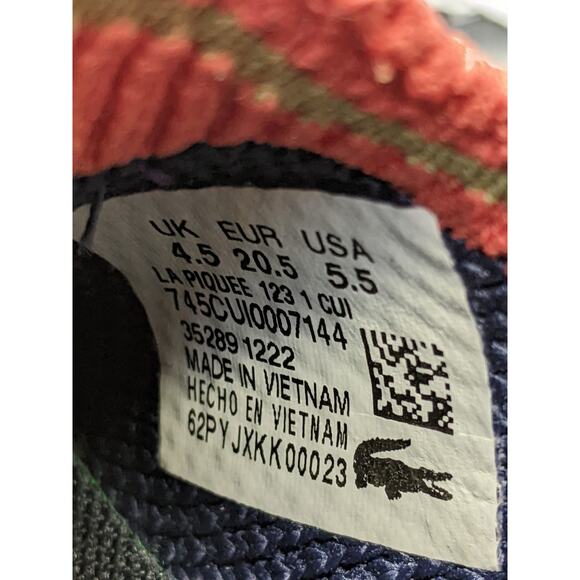 UK EUR USA
4.5 20.5 5.5
LA PIQUEE 123 1 CUI
745CUI0007144
35289 1222
MADE IN VIETNAM
HECHO EN VIETNAM
62PYJXKK00023